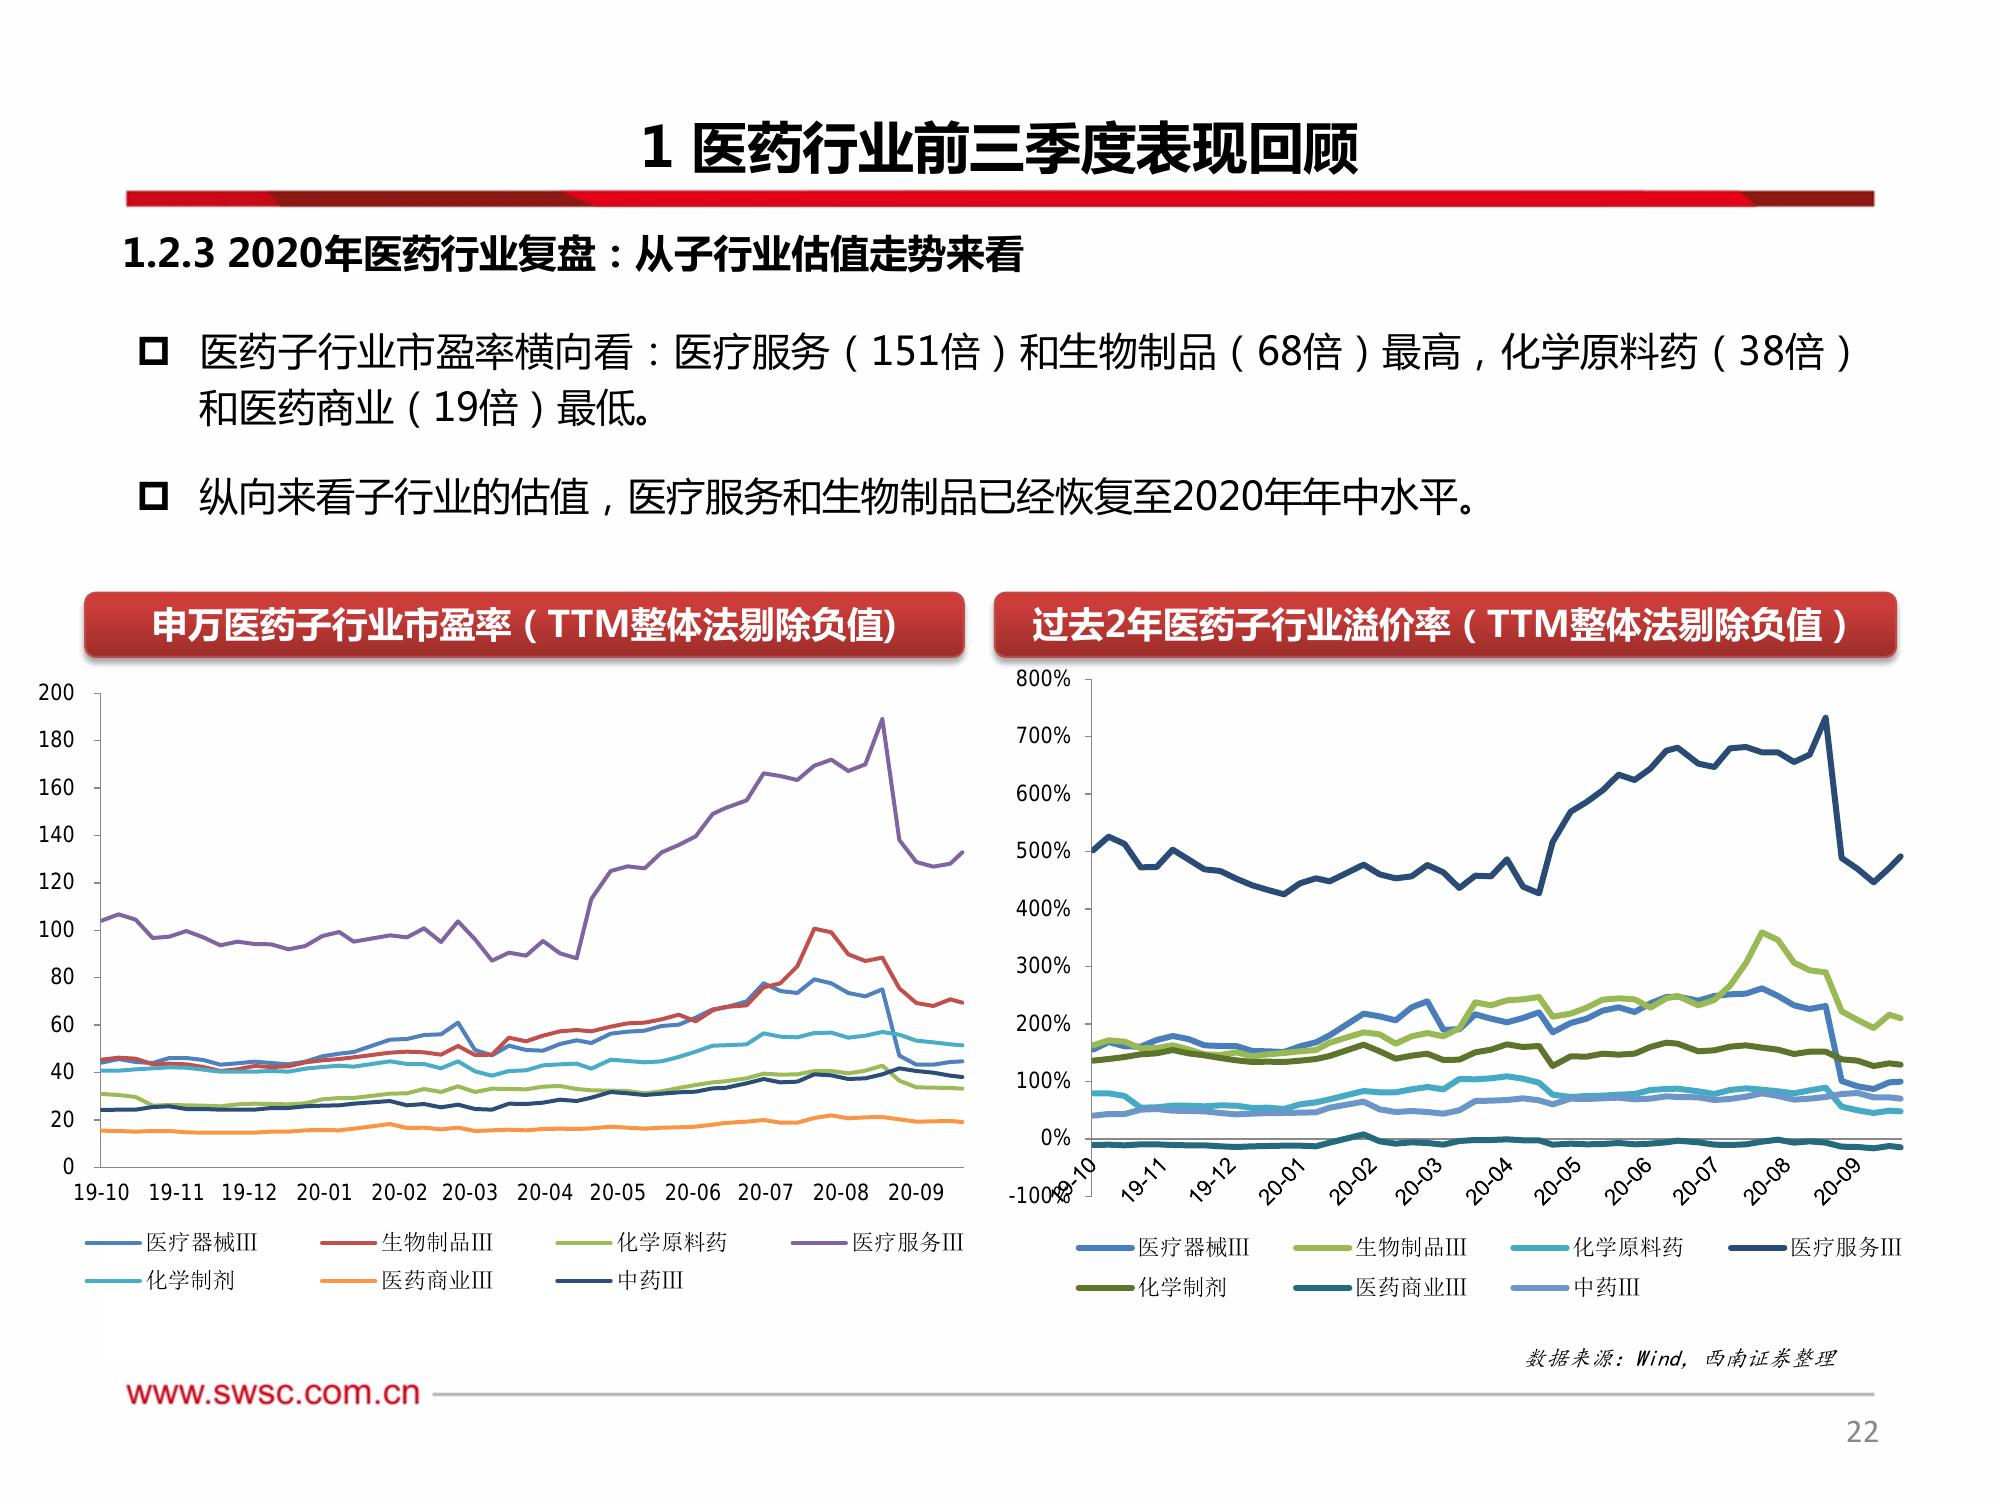 1 医药行业前三季度表现回顾
1.2.3 2020年医药行业复盘：从子行业估值走势来看
医药子行业市盈率横向看：医疗服务（151倍）和生物制品（68倍）最高，化学原料药（38倍）
和医药商业（19倍）最低。
纵向来看子行业的估值，医疗服务和生物制品已经恢复至2020年年中水平。
申万医药子行业市盈率（TTM整体法剔除负值)
200
180
160
140
120
100
80
60
40
20
0
19-10 19-11 19-12 20-01 20-02 20-03 20-04 20-05 20-06 20-07 20-08 20-09
医疗器械III 生物制品III 化学原料药 医疗服务III
化学制剂 医药商业III 中药III
过去2年医药子行业溢价率（TTM整体法剔除负值）
800%
700%
600%
500%
400%
300%
200%
100%
0%
-100%
19-10 19-11 19-12 20-01 20-02 20-03 20-04 20-05 20-06 20-07 20-08 20-09
医疗器械III 生物制品III 化学原料药 医疗服务III
化学制剂 医药商业III 中药III
数据来源：Wind，西南证券整理
www.swsc.com.cn
22